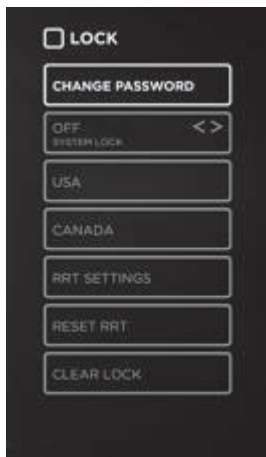 LOCK
CHANGE PASSWORD
OFF < >
SYSTEM LOCK
USA
CANADA
RRT SETTINGS
RESET RRT
CLEAR LOCK